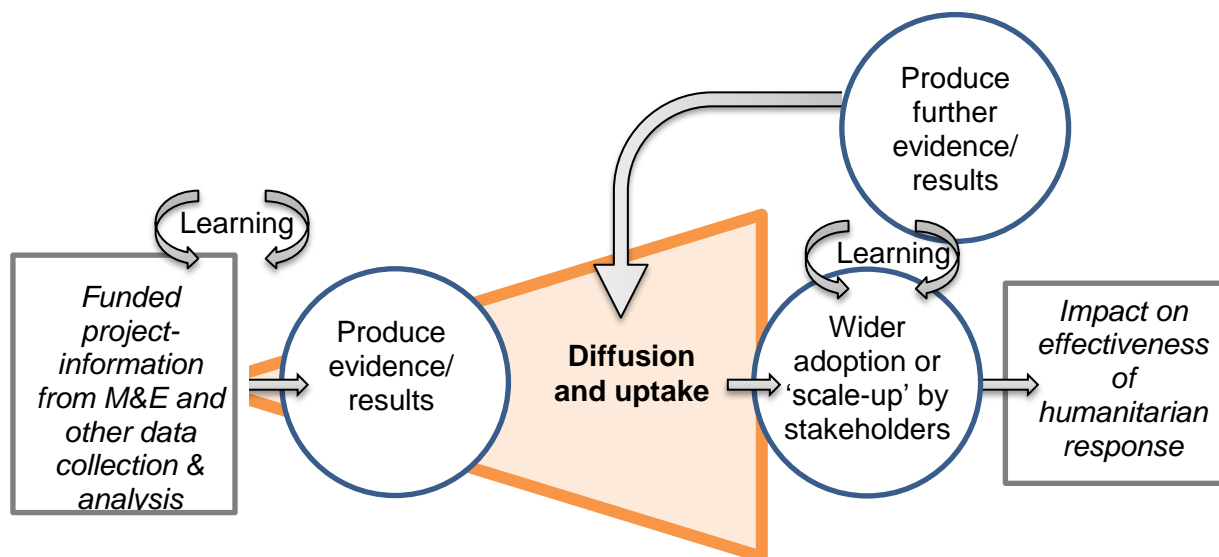 Learning
Funded
project-
information
from M&E and
other data
collection &
analysis
Produce
evidence/
results
Diffusion
and uptake
Produce
further
evidence/
results
Learning
Wider
adoption or
‘scale-up’ by
stakeholders
Impact on
effectiveness
of
humanitarian
response